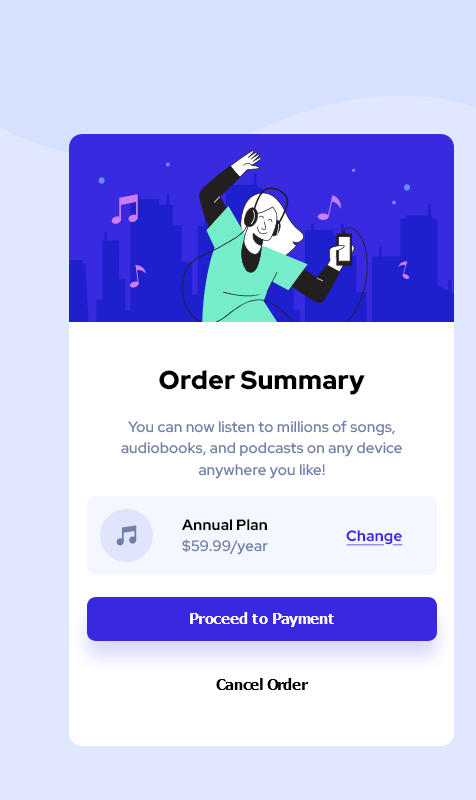 Order Summary
You can now listen to millions of songs,
audiobooks, and podcasts on any device
anywhere you like!
Annual Plan
$59.99/year
Change
Proceed to Payment
Cancel Order